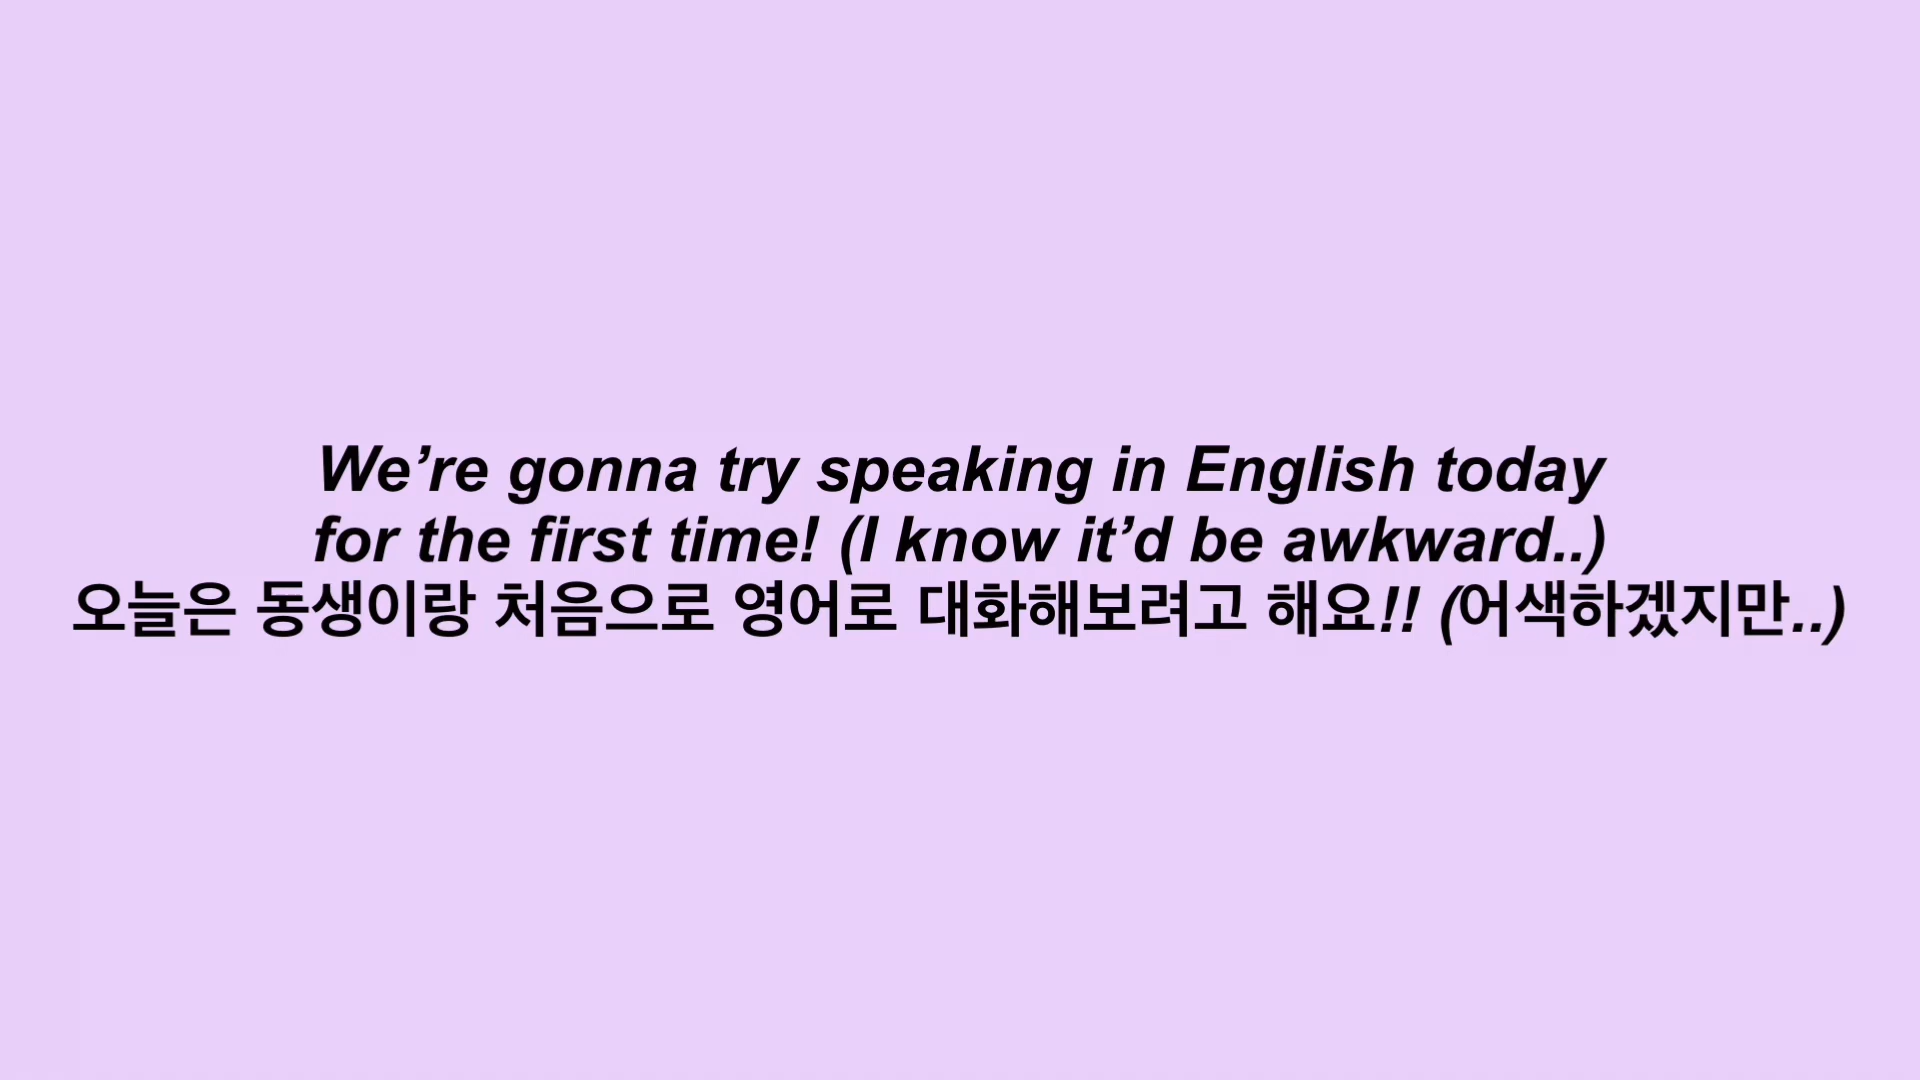 We’re gonna try speaking in English today
for the first time! (I know it’d be awkward..)
오늘은 동생이랑 처음으로 영어로 대화해보려고 해요!! (어색하겠지만..)